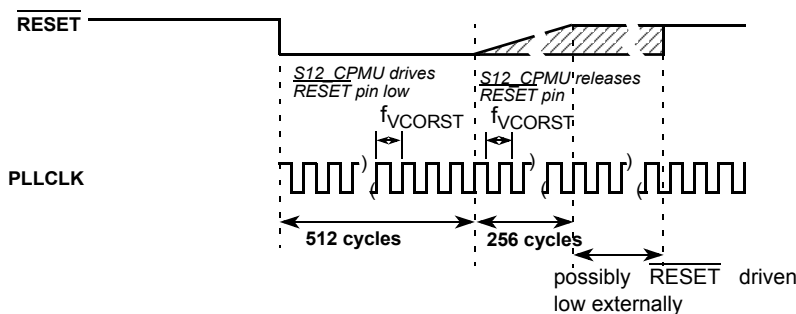 RESET
S12_CPMU drives
RESET pin low
S12_CPMU releases
RESET pin
fVCORST
fVCORST
PLLCLK
512 cycles
256 cycles
possibly RESET driven
low externally